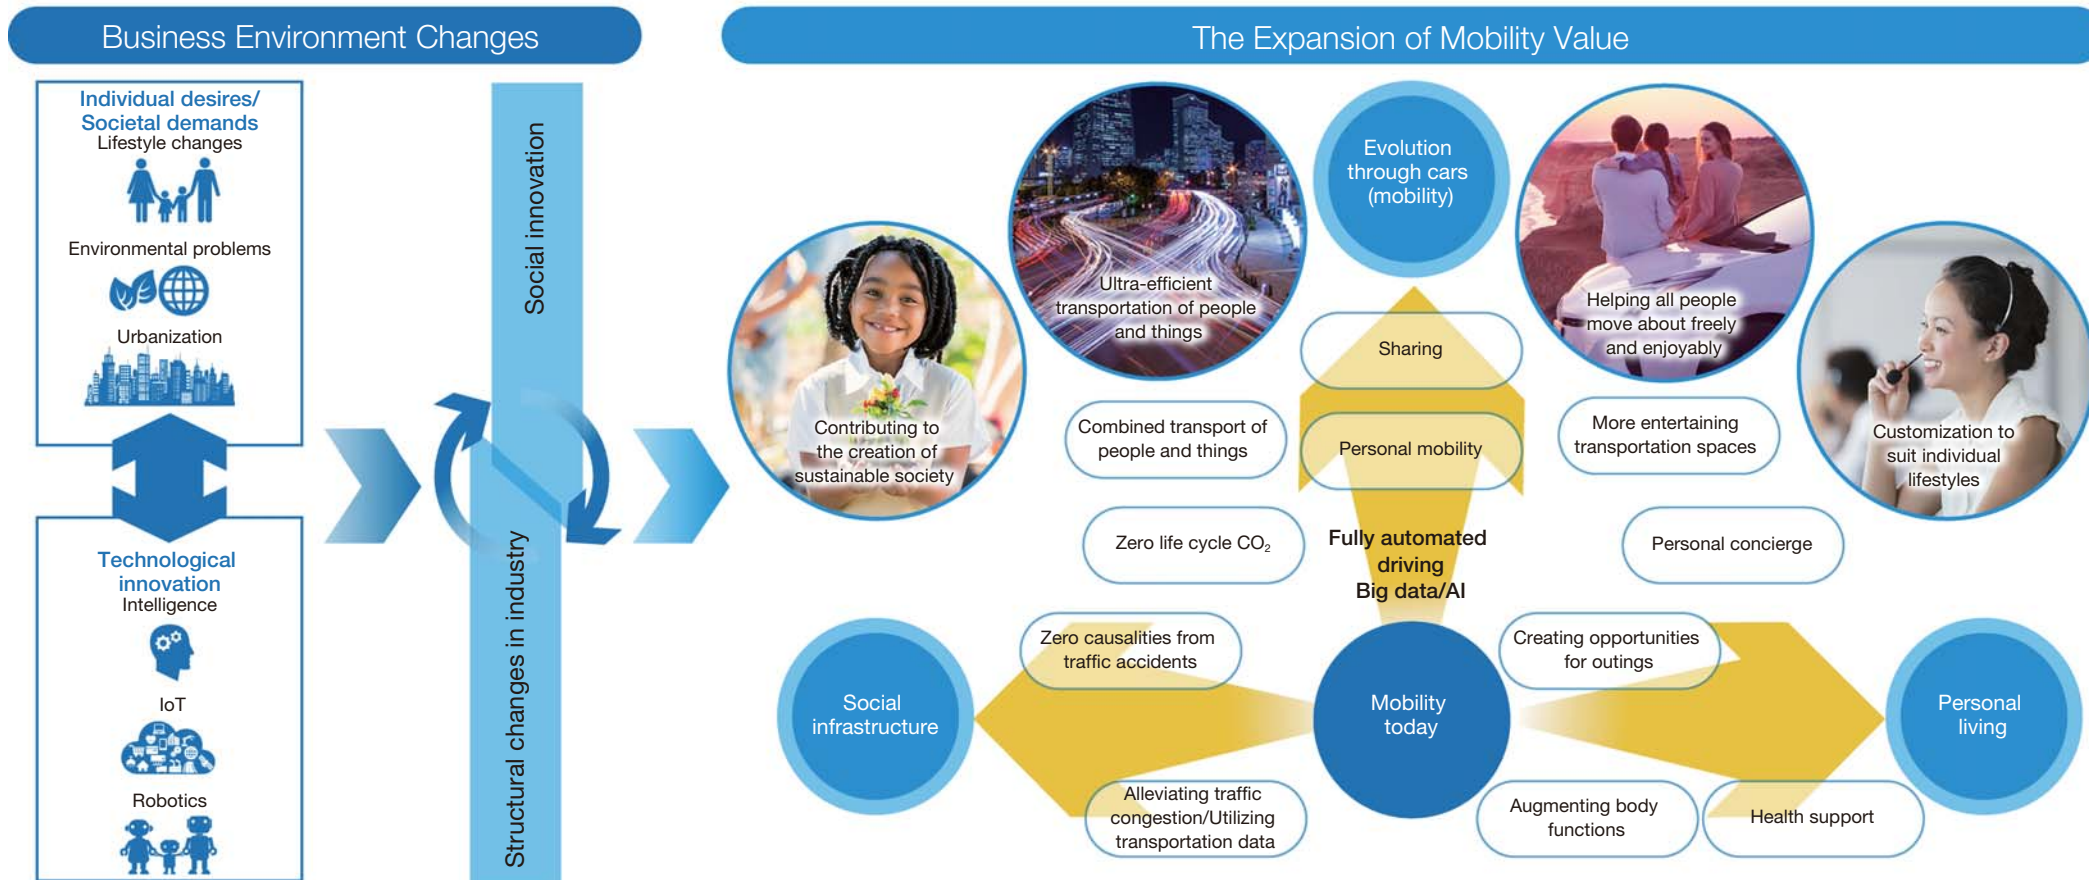 Business Environment Changes
Individual desires/
Societal demands
Lifestyle changes
Environmental problems
Urbanization
Technological
innovation
Intelligence
IoT
Robotics
Social innovation
Structural changes in industry
The Expansion of Mobility Value
Contributing to
the creation of
sustainable society
Ultra-efficient
transportation of people
and things
Evolution
through cars
(mobility)
Helping all people
move about freely
and enjoyably
Customization to
suit individual
lifestyles
Sharing
Combined transport of
people and things
Personal mobility
More entertaining
transportation spaces
Zero life cycle CO₂
Fully automated
driving
Big data/AI
Personal concierge
Zero causalities from
traffic accidents
Creating opportunities
for outings
Social
infrastructure
Mobility
today
Personal
living
Alleviating traffic
congestion/Utilizing
transportation data
Augmenting body
functions
Health support